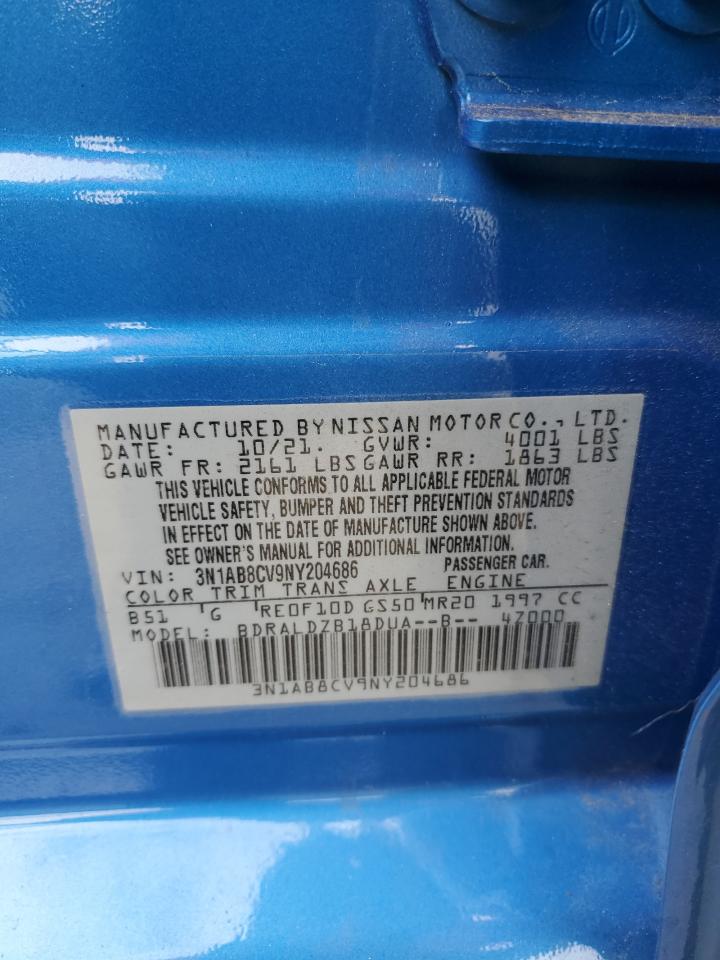 MANUFACTURED BY NISSAN MOTOR CO., LTD.
DATE: 10/21. GVWR: 4001 LBS
GAWR FR: 2161 LBS GAWR RR: 1863 LBS
THIS VEHICLE CONFORMS TO ALL APPLICABLE FEDERAL MOTOR
VEHICLE SAFETY, BUMPER AND THEFT PREVENTION STANDARDS
IN EFFECT ON THE DATE OF MANUFACTURE SHOWN ABOVE.
SEE OWNER'S MANUAL FOR ADDITIONAL INFORMATION.
VIN: 3N1AB8CV9NY204686 PASSENGER CAR.
COLOR TRIM TRANS AXLE ENGINE
B51 G RE0F10D GS50 MR20 1997 CC
MODEL: BDRALDZB18DUA--B-- 47000
3N1AB8CV9NY204686